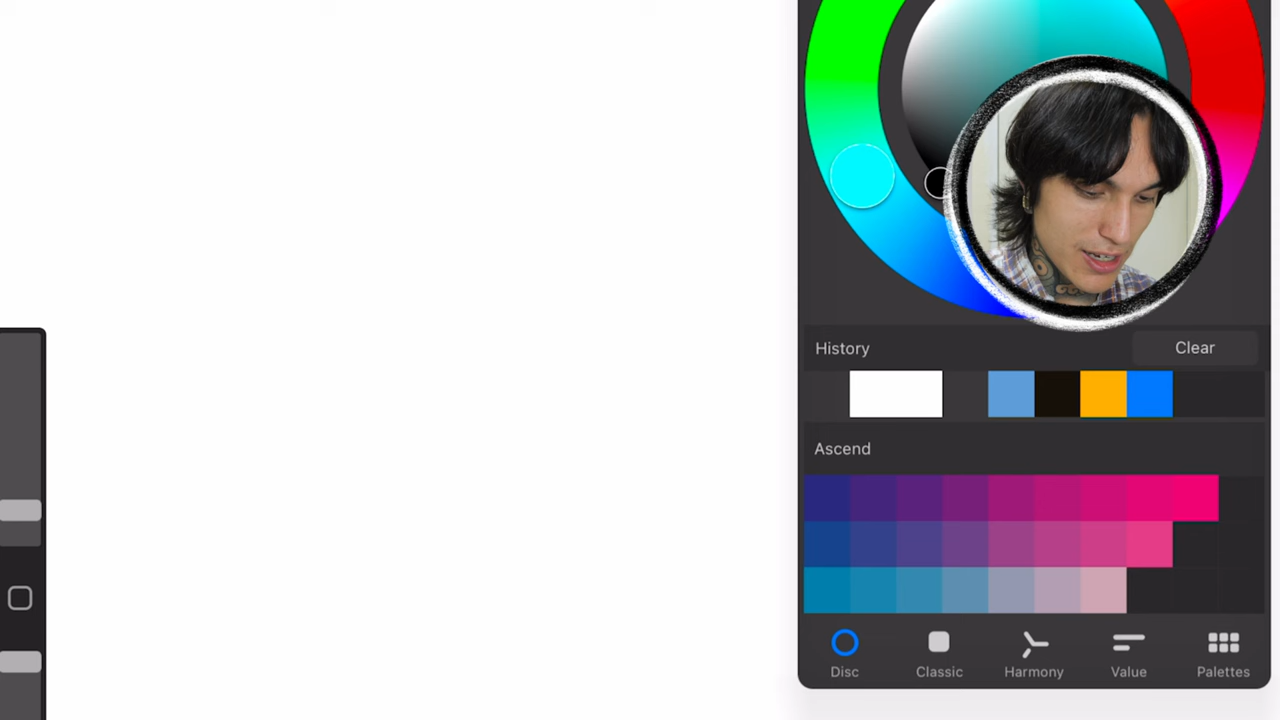 History
Clear
Ascend
Disc
Classic
Harmony
Value
Palettes